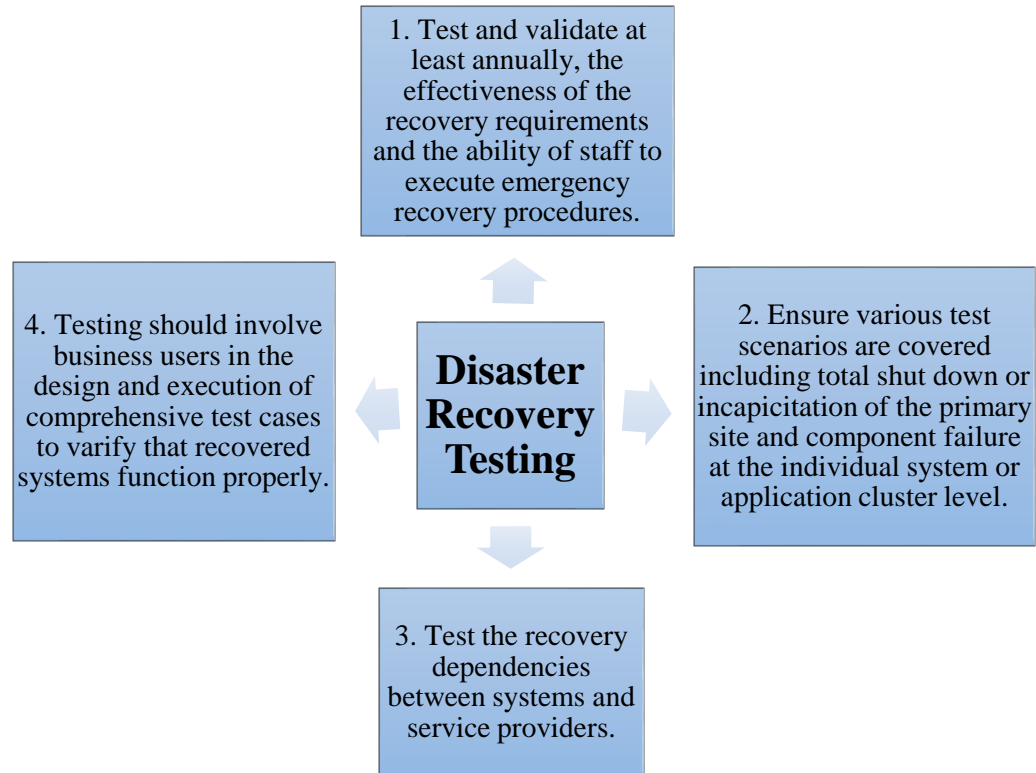 1. Test and validate at
least annually, the
effectiveness of the
recovery requirements
and the ability of staff to
execute emergency
recovery procedures.
4. Testing should involve
business users in the
design and execution of
comprehensive test cases
to varify that recovered
systems function properly.
Disaster
Recovery
Testing
2. Ensure various test
scenarios are covered
including total shut down or
incapicitation of the primary
site and component failure
at the individual system or
application cluster level.
3. Test the recovery
dependencies
between systems and
service providers.